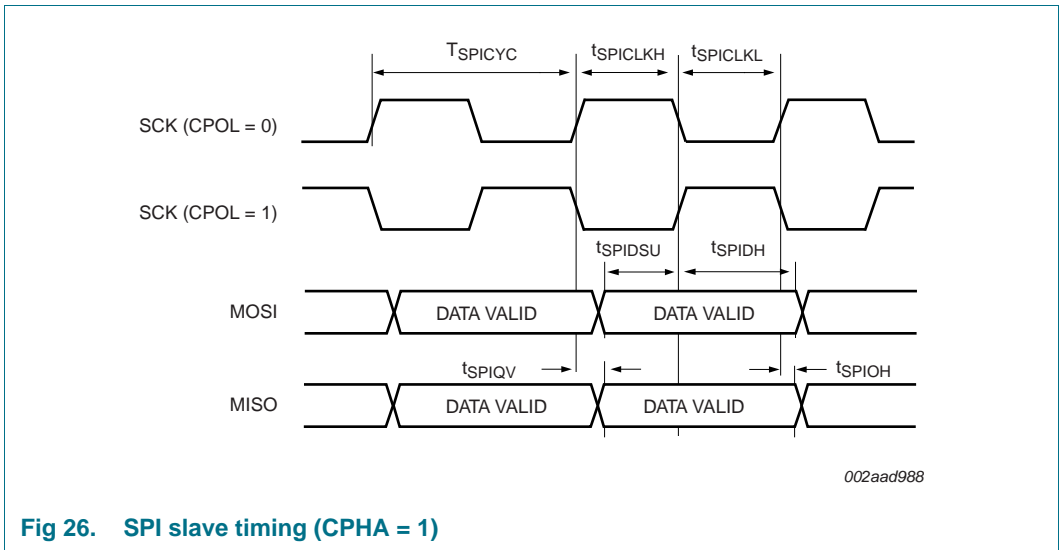 TSPICYC tSPICLKH tSPICLKL
SCK (CPOL = 0)
SCK (CPOL = 1)
tSPIDSU tSPIDH
MOSI DATA VALID DATA VALID
tSPIQV tSPIOH
MISO DATA VALID DATA VALID
002aad988
Fig 26. SPI slave timing (CPHA = 1)